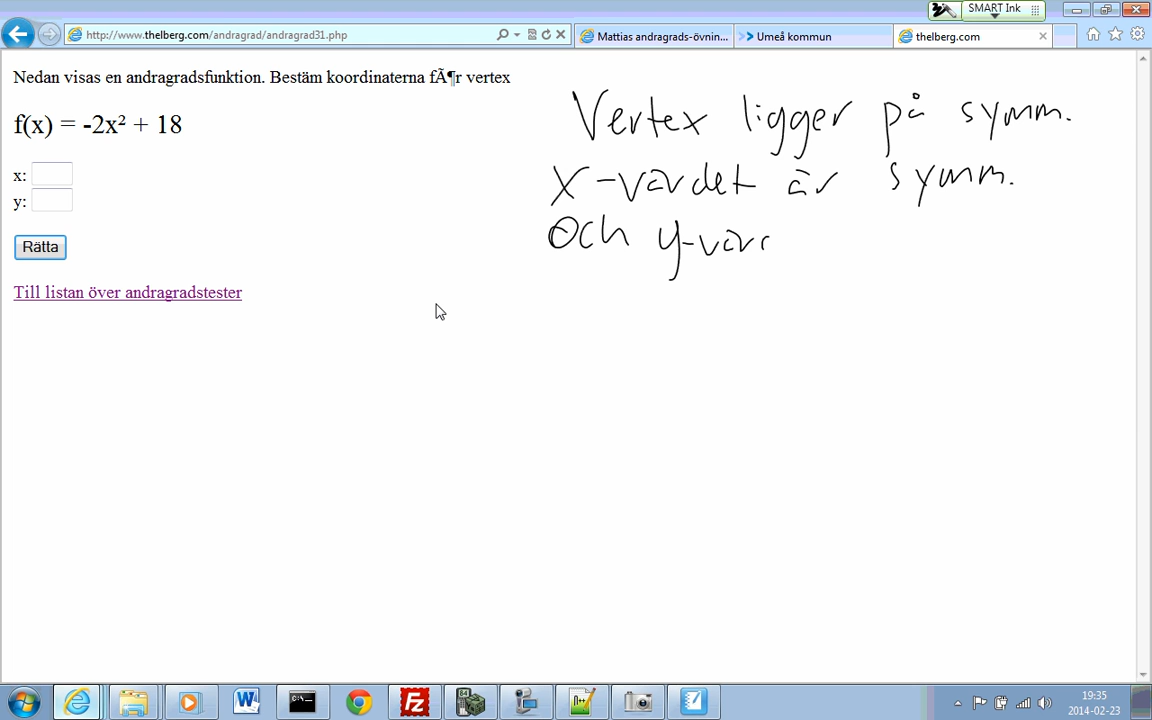 SMART Ink
http://www.thelberg.com/andragrad/andragrad31.php
Mattias andragrads-övnin...
Umeå kommun
thelberg.com
Nedan visas en andragradsfunktion. Bestäm koordinaterna fÃ¶r vertex
f(x) = -2x² + 18
x:
y:
Rätta
Till listan över andragradstester
Vertex ligger på symm.
X-värdet är symm.
Och y-värd
19:35
2014-02-23